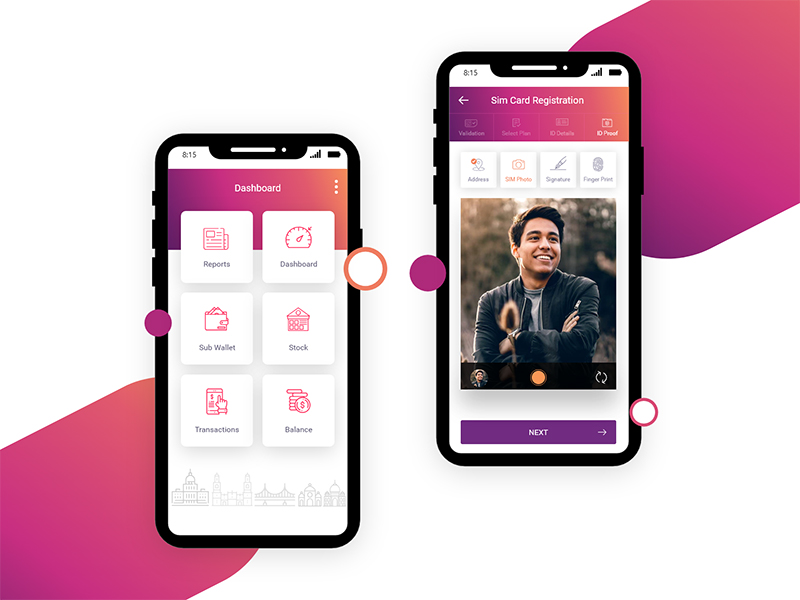 8:15
Dashboard
Reports
Dashboard
Sub Wallet
Stock
Transactions
Balance
8:15
Sim Card Registration
Validation
Select Plan
ID Details
ID Proof
Address
SIM Photo
Signature
Finger Print
NEXT